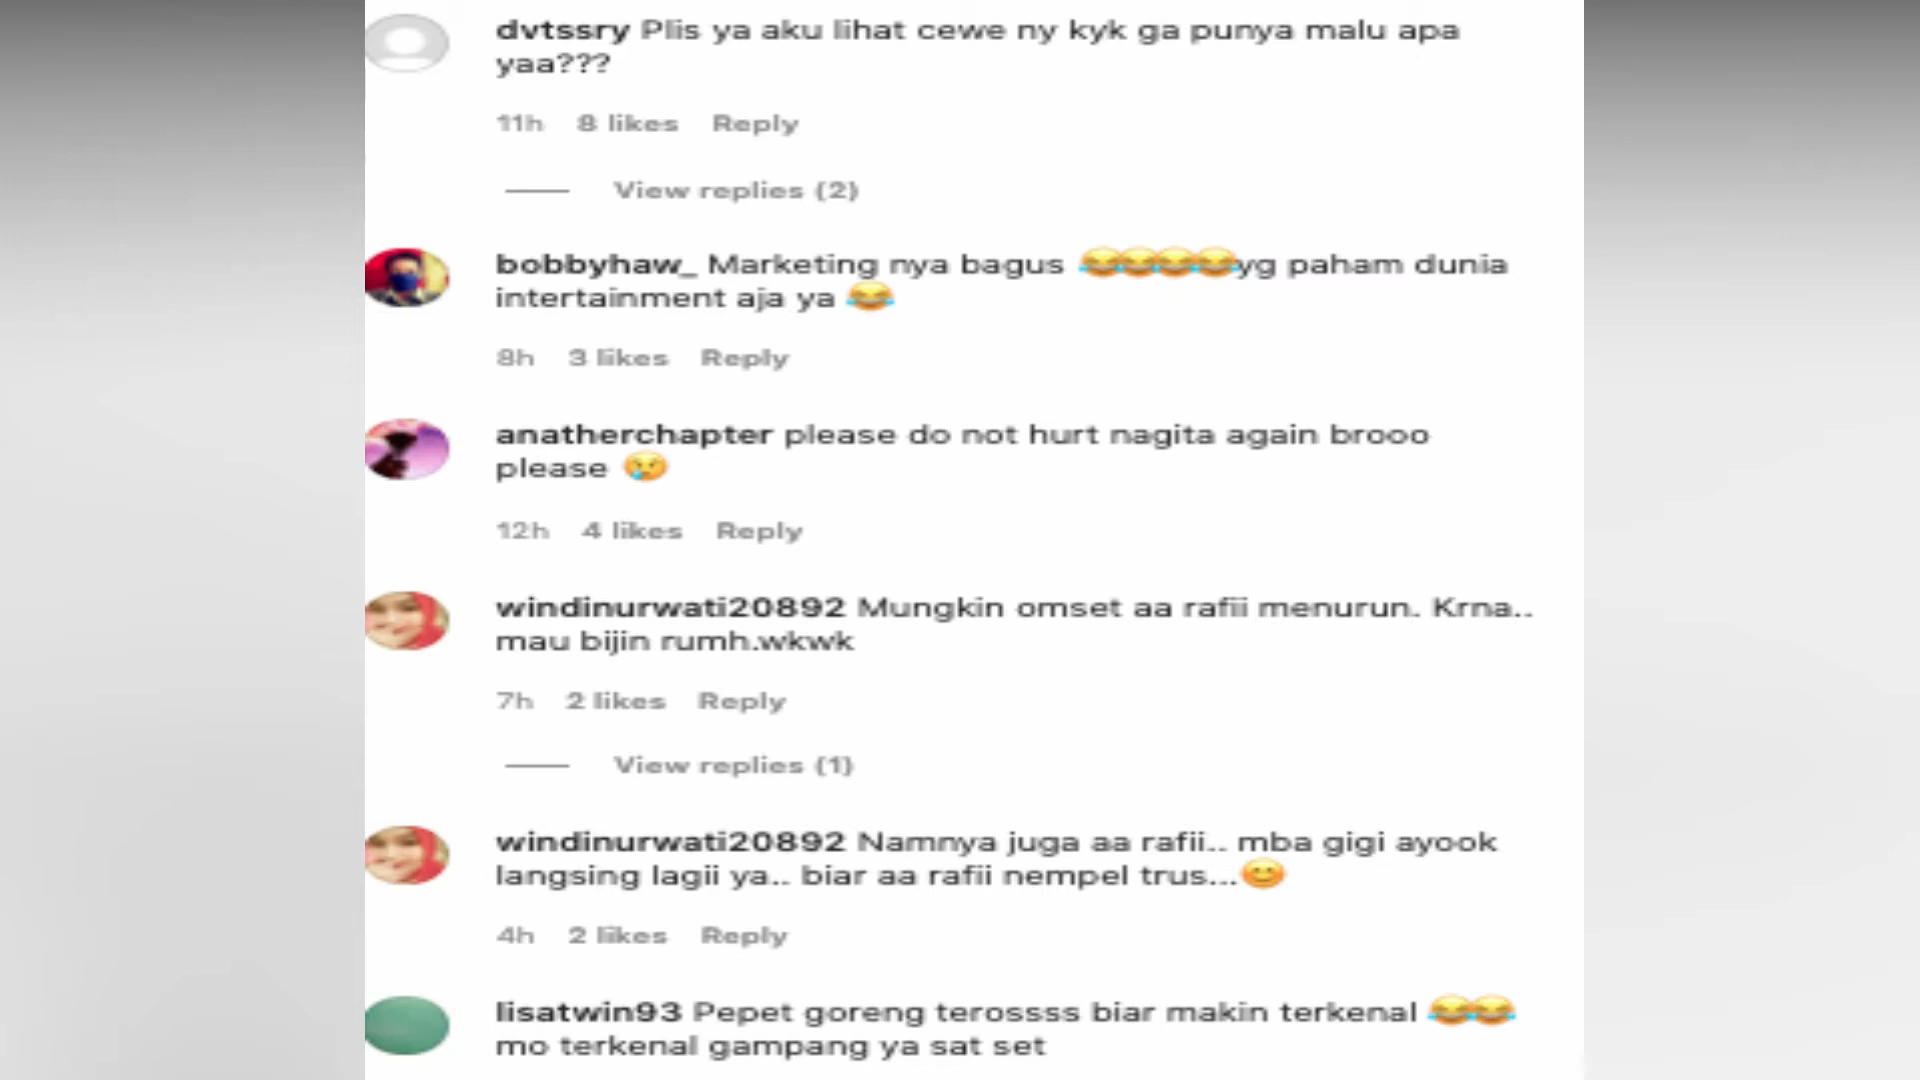 dvtssry Plis ya aku lihat cewe ny kyk ga punya malu apa
yaa???
11h 8 likes Reply
View replies (2)
bobbyhaw_ Marketing nya bagus 😂😂😂😂yg paham dunia
intertainment aja ya 😂
8h 3 likes Reply
anatherchapter please do not hurt nagita again brooo
please 😢
12h 4 likes Reply
windinurwati20892 Mungkin omset aa rafii menurun. Krna..
mau bijin rumh.wkwk
7h 2 likes Reply
View replies (1)
windinurwati20892 Namnya juga aa rafii.. mba gigi ayook
langsing lagii ya.. biar aa rafii nempel trus...😊
4h 2 likes Reply
lisatwin93 Pepet goreng terossss biar makin terkenal 😂😂
mo terkenal gampang ya sat set